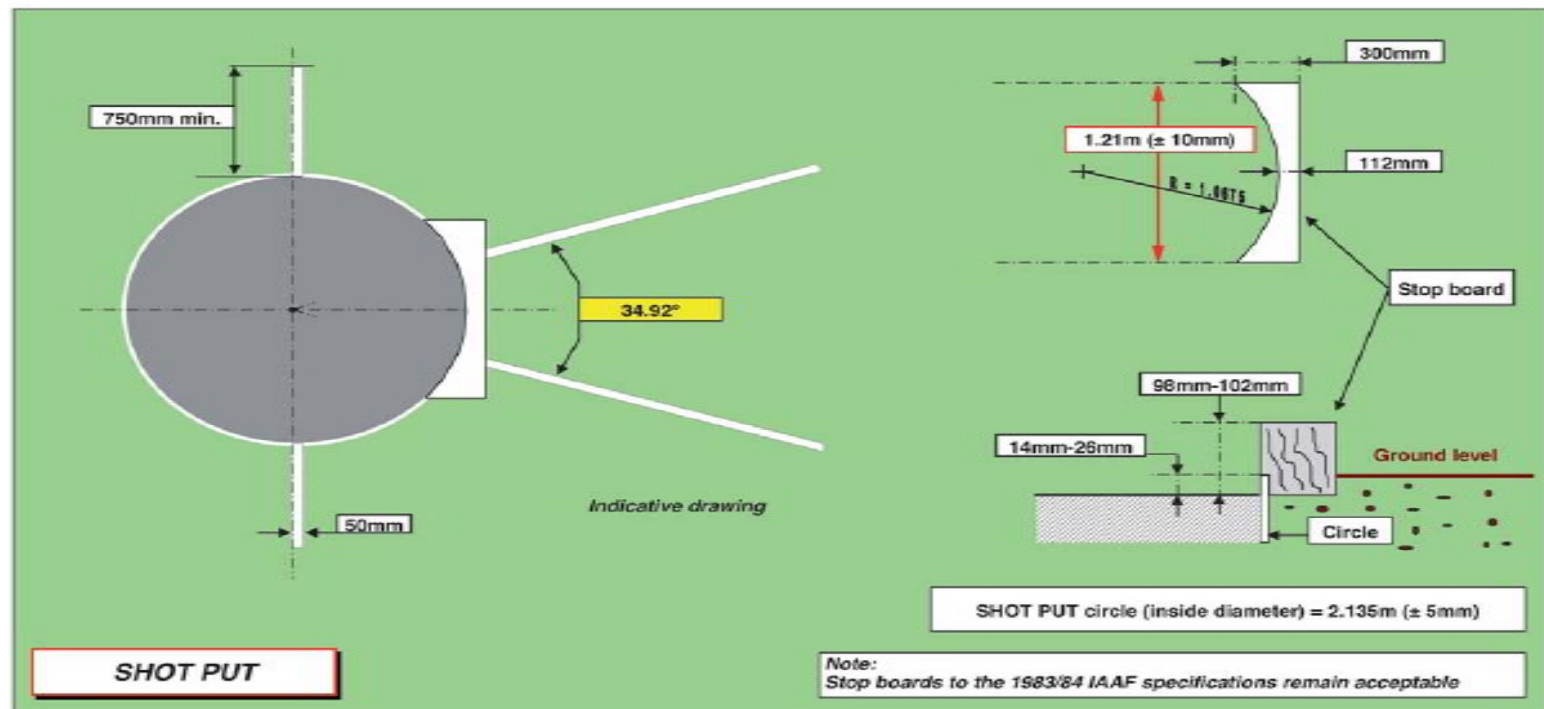 750mm min.
34.92°
Indicative drawing
50mm
SHOT PUT
300mm
1.21m (± 10mm)
112mm
R = 1.0675
Stop board
98mm-102mm
14mm-26mm
Ground level
Circle
SHOT PUT circle (inside diameter) = 2.135m (± 5mm)
Note:
Stop boards to the 1983/84 IAAF specifications remain acceptable